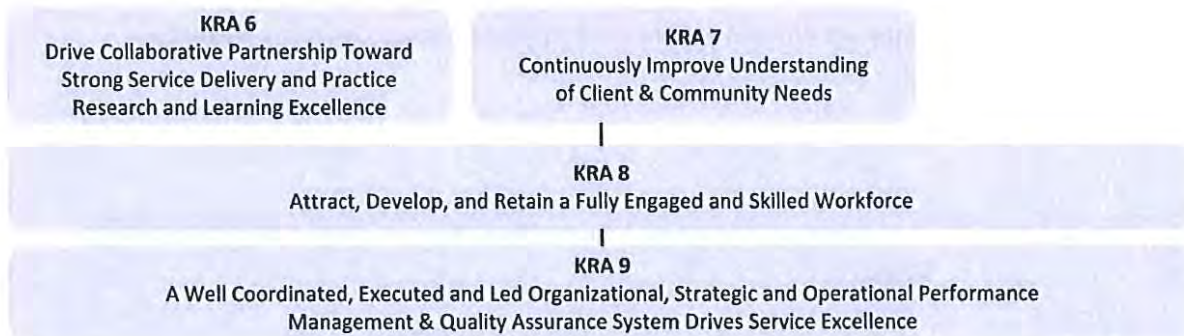 KRA 6
Drive Collaborative Partnership Toward
Strong Service Delivery and Practice
Research and Learning Excellence
KRA 7
Continuously Improve Understanding
of Client & Community Needs
KRA 8
Attract, Develop, and Retain a Fully Engaged and Skilled Workforce
KRA 9
A Well Coordinated, Executed and Led Organizational, Strategic and Operational Performance
Management & Quality Assurance System Drives Service Excellence